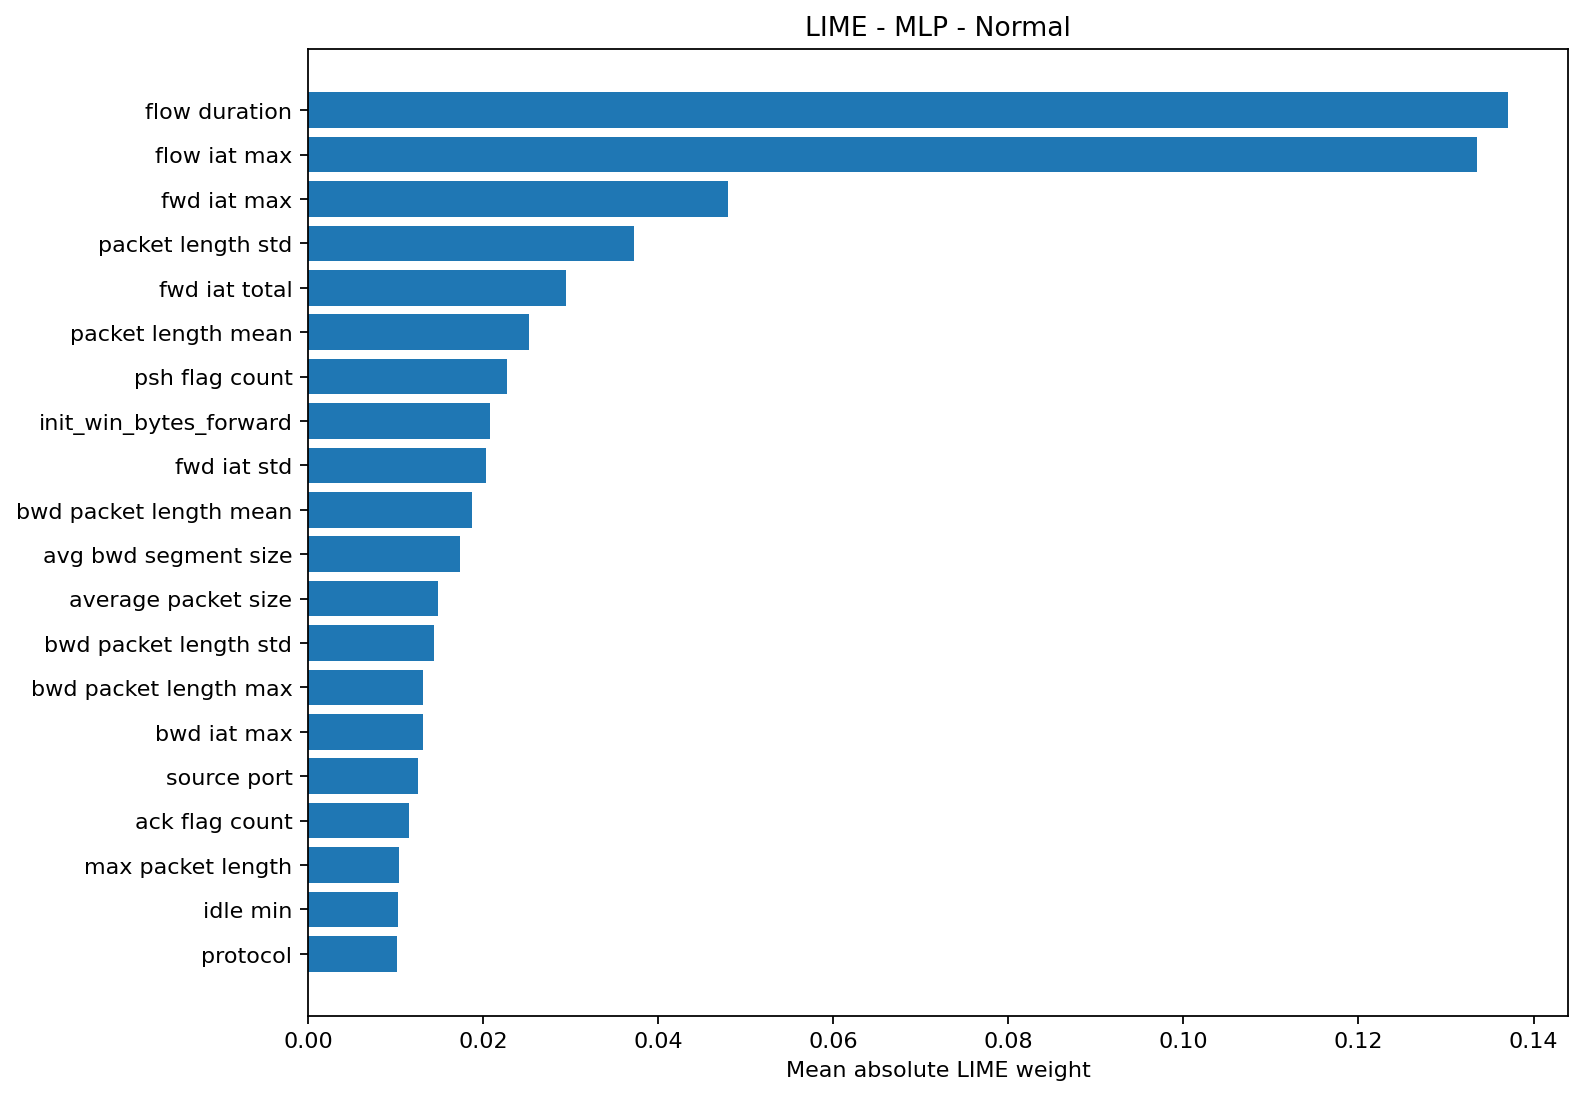 LIME - MLP - Normal
flow duration
flow iat max
fwd iat max
packet length std
fwd iat total
packet length mean
psh flag count
init_win_bytes_forward
fwd iat std
bwd packet length mean
avg bwd segment size
average packet size
bwd packet length std
bwd packet length max
bwd iat max
source port
ack flag count
max packet length
idle min
protocol
0.00 0.02 0.04 0.06 0.08 0.10 0.12 0.14
Mean absolute LIME weight